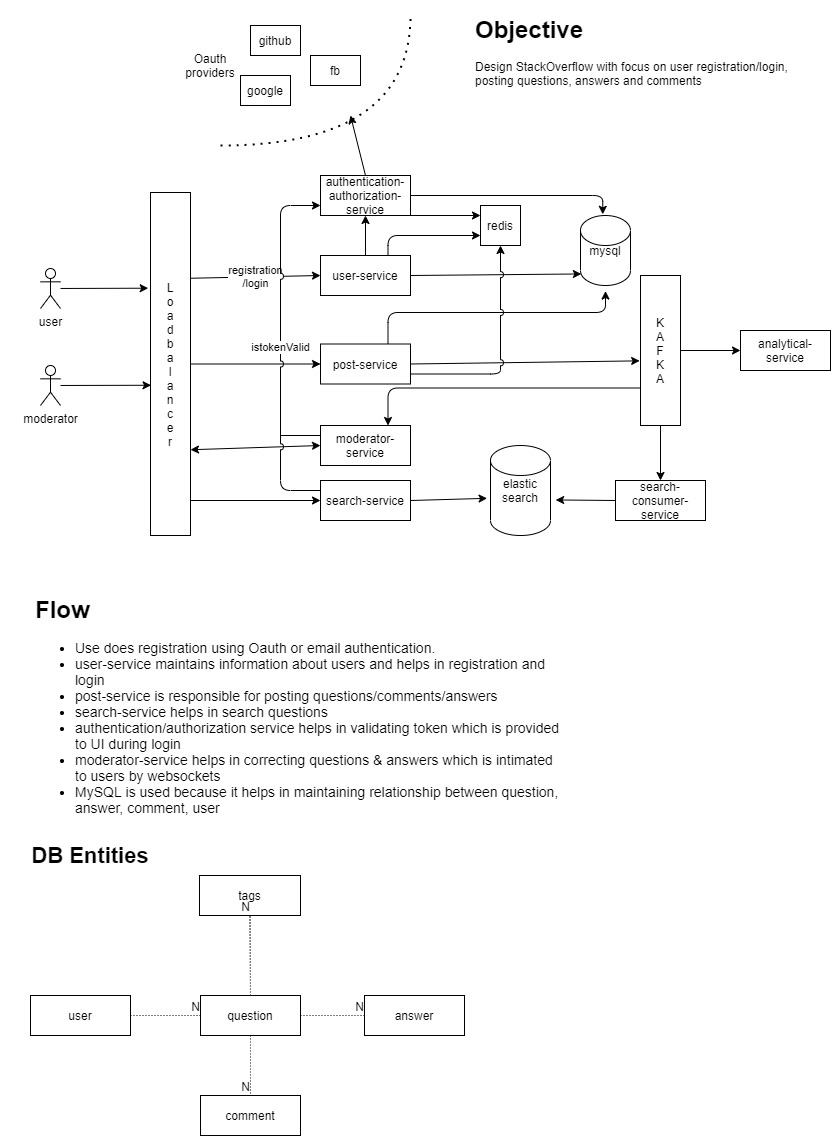 Objective
Design StackOverflow with focus on user registration/login,
posting questions, answers and comments
github
Oauth
providers
fb
google
authentication-
authorization-
service
redis
mysql
registration
/login
user-service
user
Loadbalancer
istokenValid
post-service
KAFKA
analytical-
service
moderator
moderator-
service
search-service
elastic
search
search-
consumer-
service
Flow
Use does registration using Oauth or email authentication.
user-service maintains information about users and helps in registration and
login
post-service is responsible for posting questions/comments/answers
search-service helps in search questions
authentication/authorization service helps in validating token which is provided
to UI during login
moderator-service helps in correcting questions & answers which is intimated
to users by websockets
MySQL is used because it helps in maintaining relationship between question,
answer, comment, user
DB Entities
tags
N
user
N
question
N
answer
N
comment